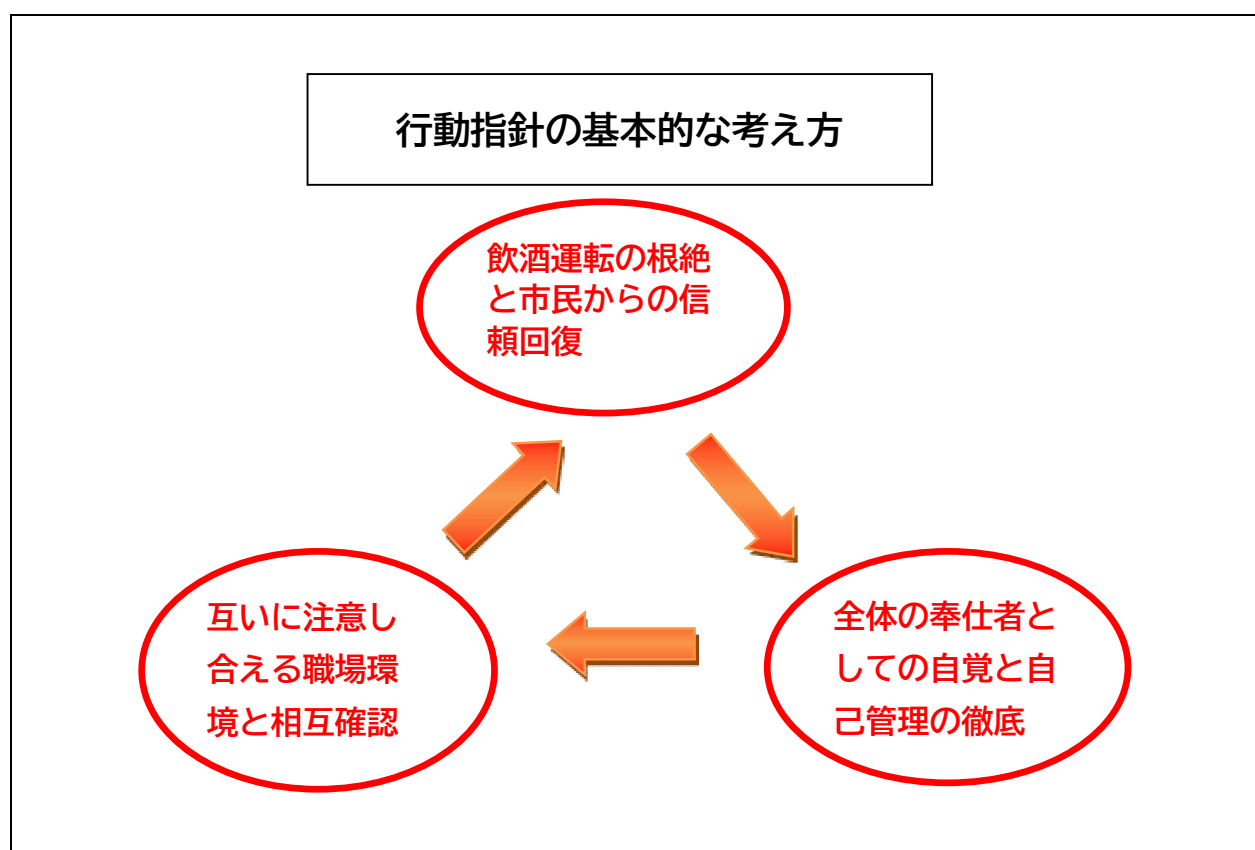 行動指針の基本的な考え方
飲酒運転の根絶
と市民からの信
頼回復
互いに注意し
合える職場環
境と相互確認
全体の奉仕者と
しての自覚と自
己管理の徹底